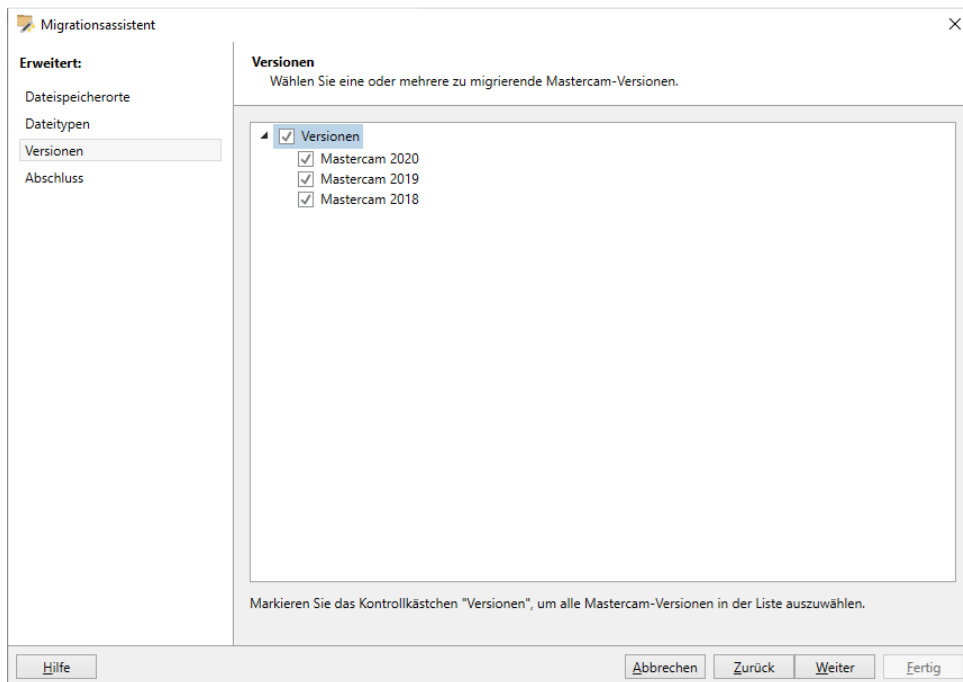 Migrationsassistent
Erweitert:
Dateispeicherorte
Dateitypen
Versionen
Abschluss
Versionen
Wählen Sie eine oder mehrere zu migrierende Mastercam-Versionen.
Versionen
Mastercam 2020
Mastercam 2019
Mastercam 2018
Markieren Sie das Kontrollkästchen "Versionen", um alle Mastercam-Versionen in der Liste auszuwählen.
Hilfe
Abbrechen
Zurück
Weiter
Fertig